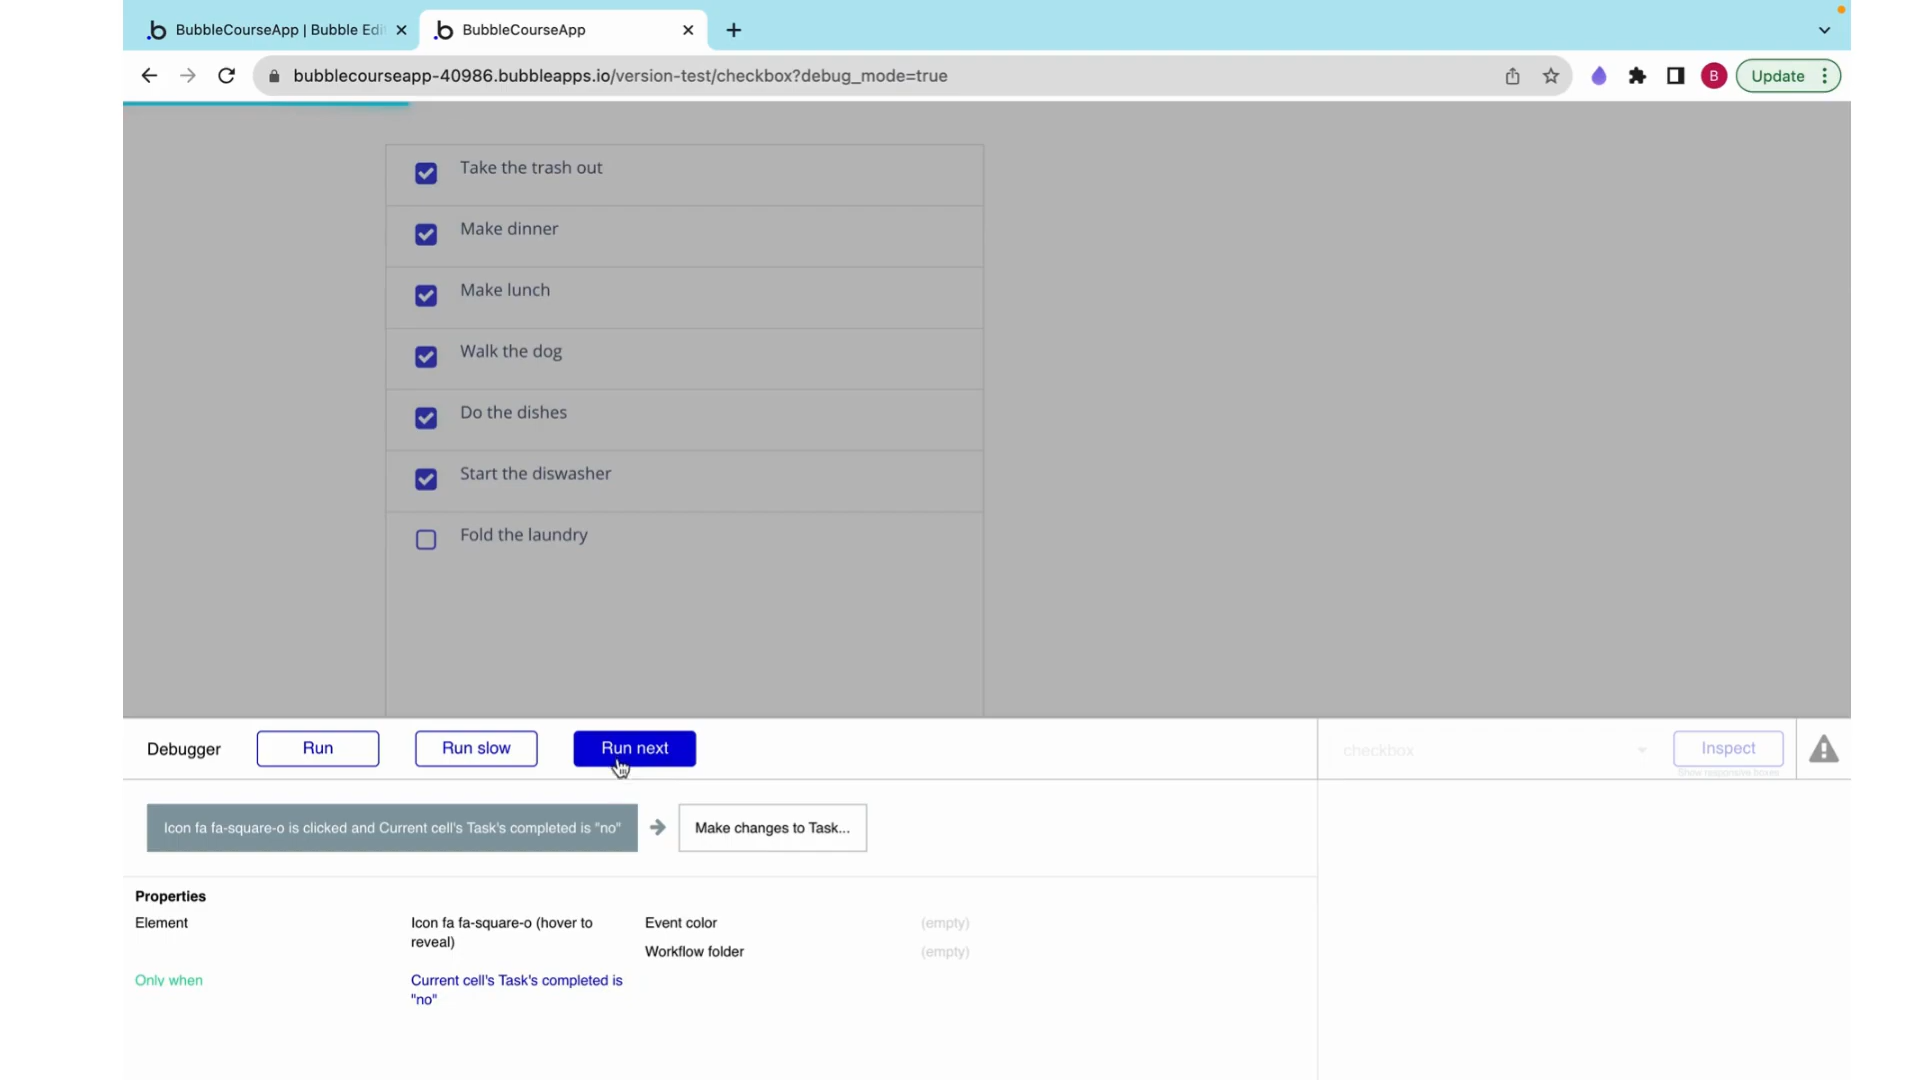 BubbleCourseApp | Bubble Edi
BubbleCourseApp
bubblecourseapp-40986.bubbleapps.io/version-test/checkbox?debug_mode=true
B
Update
Take the trash out
Make dinner
Make lunch
Walk the dog
Do the dishes
Start the diswasher
Fold the laundry
Debugger
Run
Run slow
Run next
checkbox
Inspect
Show responsive boxes
Icon fa fa-square-o is clicked and Current cell's Task's completed is "no"
Make changes to Task...
Properties
Element
Icon fa fa-square-o (hover to
reveal)
Event color
(empty)
Workflow folder
(empty)
Only when
Current cell's Task's completed is
"no"